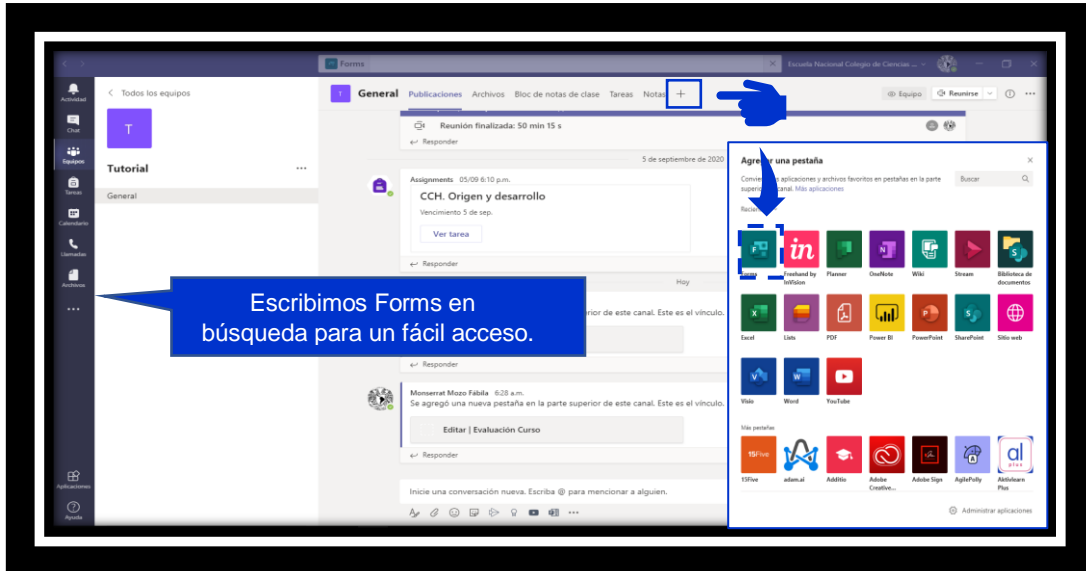 Forms
Escuela Nacional Colegio de Ciencias ...
Actividad
Chat
Equipos
Tareas
Calendario
Llamadas
Archivos
Aplicaciones
Ayuda
< Todos los equipos
T
Tutorial
General
T General Publicaciones Archivos Bloc de notas de clase Tareas Notas +
Equipo Reunirse
Reunión finalizada: 50 min 15 s
Responder
5 de septiembre de 2020
Assignments 05/09 6:10 p.m.
CCH. Origen y desarrollo
Vencimiento 5 de sep.
Ver tarea
Responder
Hoy
Escribimos Forms en
búsqueda para un fácil acceso.
rior de este canal. Este es el vínculo.
Responder
Monserrat Mozo Fábila 6:28 a.m.
Se agregó una nueva pestaña en la parte superior de este canal. Este es el vínculo.
Editar | Evaluación Curso
Responder
Inicie una conversación nueva. Escriba @ para mencionar a alguien.
Agregar una pestaña
aplicaciones y archivos favoritos en pestañas en la parte
canal. Más aplicaciones
Buscar
Forms
Freehand by InVision
Planner
OneNote
Wiki
Stream
Biblioteca de documentos
Excel
Lists
PDF
Power BI
PowerPoint
SharePoint
Sitio web
Visio
Word
YouTube
Más pestañas
15Five
adam.ai
Additio
Adobe Creative...
Adobe Sign
AgilePolly
Aktivlearn Plus
Administrar aplicaciones